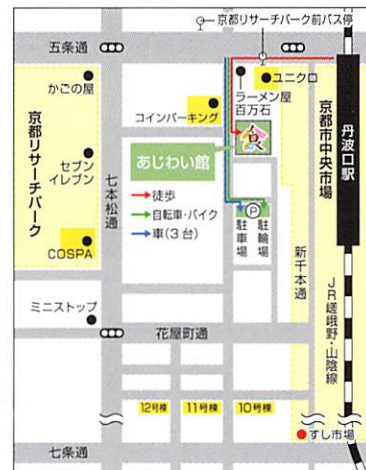 京都リサーチパーク前バス停
五条通
かごの屋
ユニクロ
ラーメン屋
百万石
コインパーキング
食
あじわい館
京都リサーチパーク
セブン
イレブン
七本松通
徒歩
自転車・バイク
車(3台)
P
駐車場
駐輪場
京都市中央市場
丹波口駅
新千本通
COSPA
JR嵯峨野・山陰線
ミニストップ
花屋町通
12号棟
11号棟
10号棟
すし市場
七条通